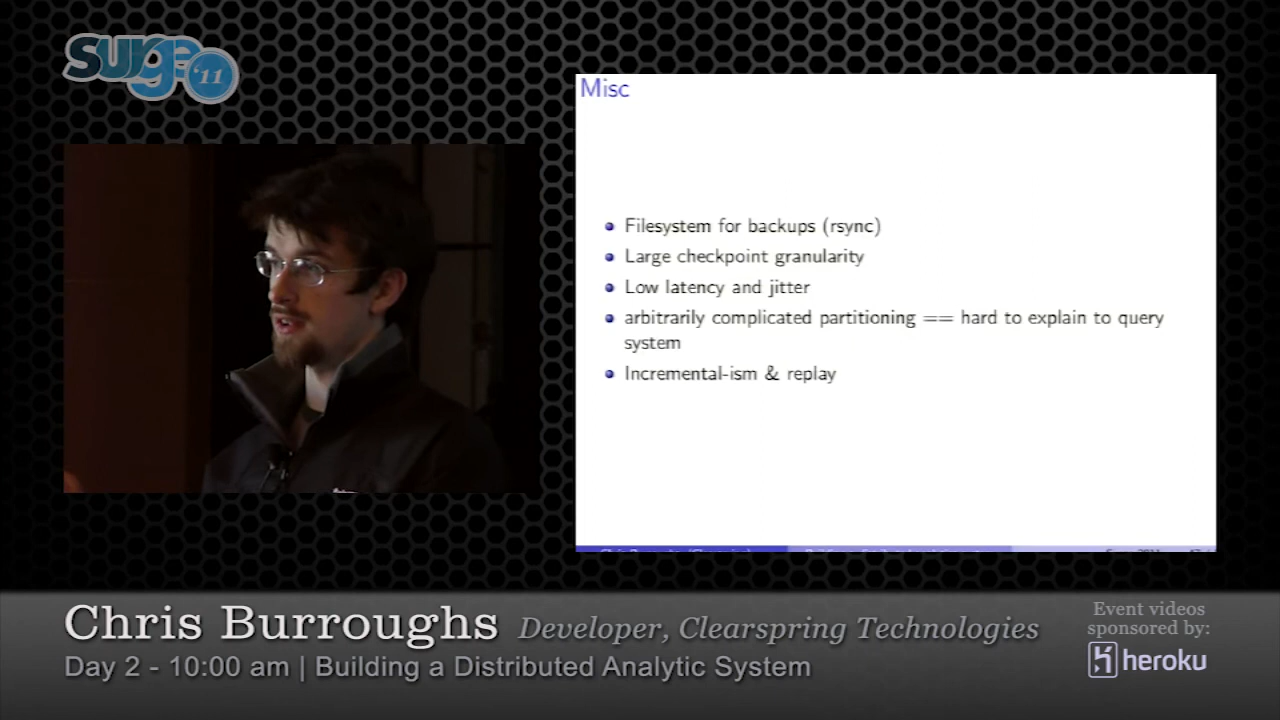 surge '11
Misc
Filesystem for backups (rsync)
Large checkpoint granularity
Low latency and jitter
arbitrarily complicated partitioning == hard to explain to query
system
Incremental-ism & replay
Chris Burroughs Developer, Clearspring Technologies
Day 2 - 10:00 am | Building a Distributed Analytic System
Event videos
sponsored by:
heroku